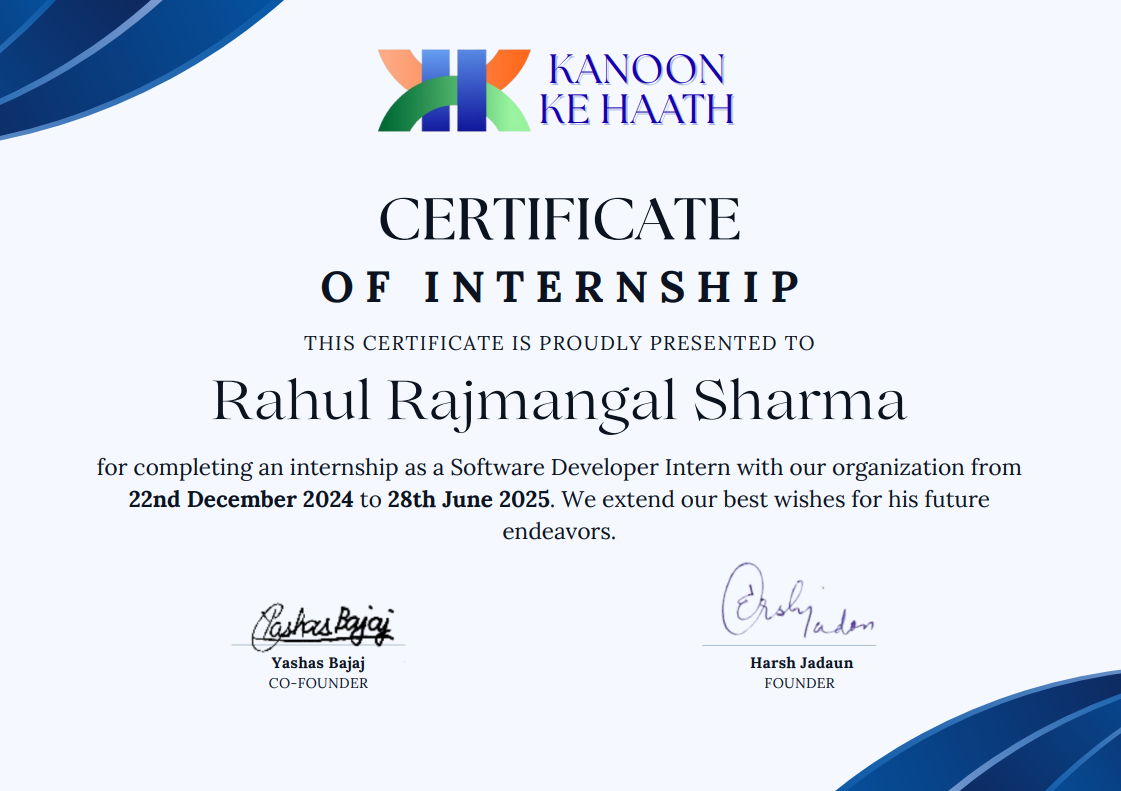 KANOON
KE HAATH
CERTIFICATE
OF INTERNSHIP
THIS CERTIFICATE IS PROUDLY PRESENTED TO
Rahul Rajmangal Sharma
for completing an internship as a Software Developer Intern with our organization from
22nd December 2024 to 28th June 2025. We extend our best wishes for his future
endeavors.
Yashas Bajaj
Yashas Bajaj
CO-FOUNDER
Harsh Jadaun
FOUNDER